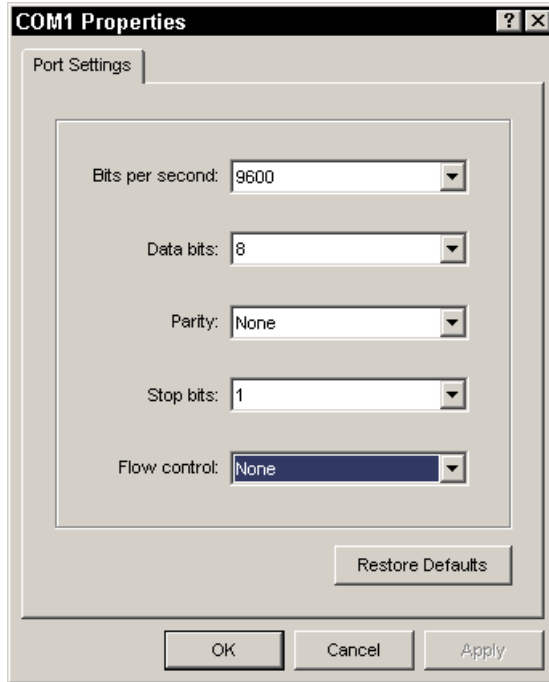 COM1 Properties
Port Settings
Bits per second: 9600
Data bits: 8
Parity: None
Stop bits: 1
Flow control: None
Restore Defaults
OK Cancel Apply